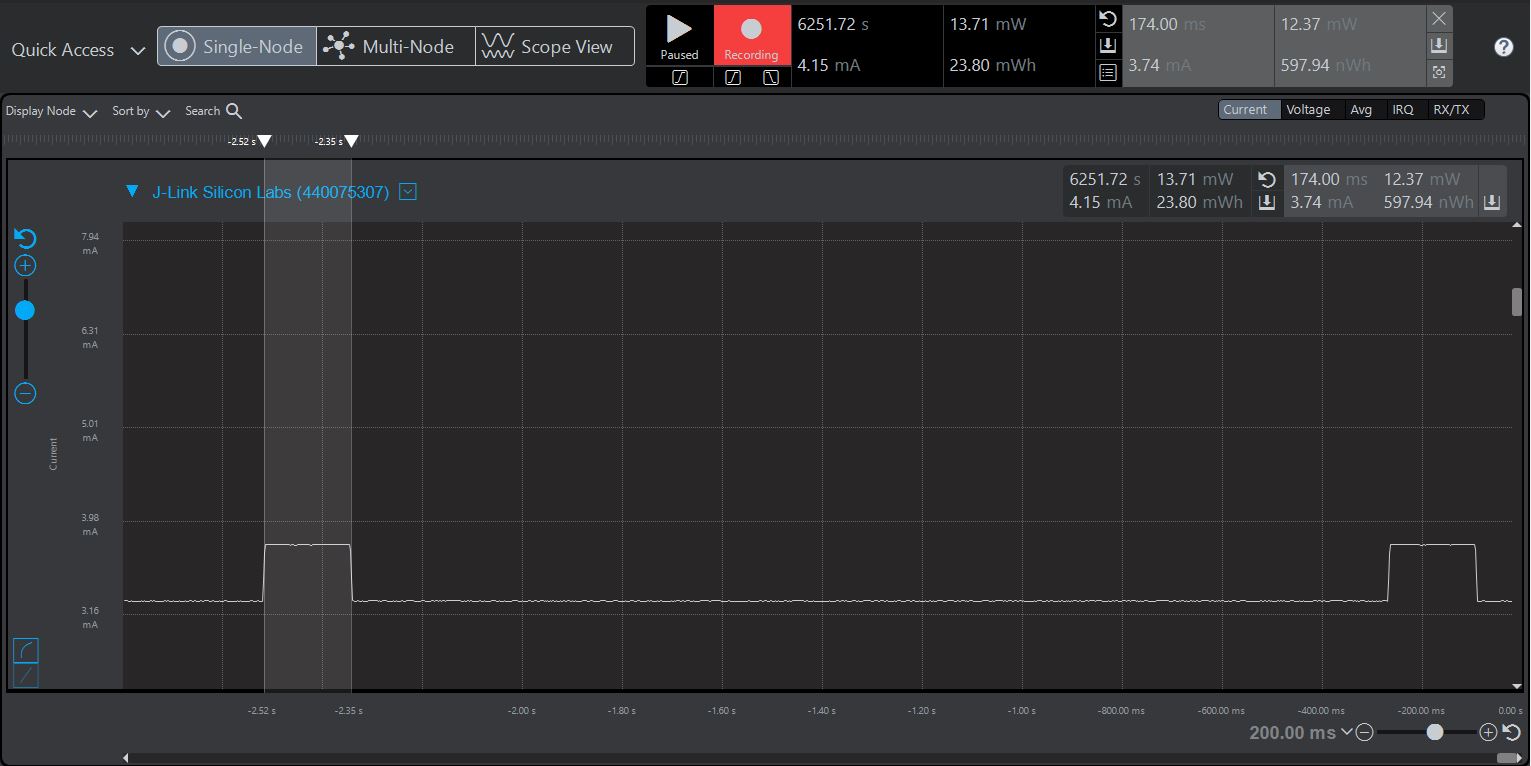 Quick Access
Single-Node
Multi-Node
Scope View
Paused
Recording
6251.72 s
13.71 mW
4.15 mA
23.80 mWh
174.00 ms
12.37 mW
3.74 mA
597.94 nWh
?
Display Node
Sort by
Search
Current
Voltage
Avg
IRQ
RX/TX
-2.52 s
-2.35 s
J-Link Silicon Labs (440075307)
6251.72 s
13.71 mW
174.00 ms
12.37 mW
4.15 mA
23.80 mWh
3.74 mA
597.94 nWh
7.94
mA
6.31
mA
5.01
mA
Current
3.98
mA
3.16
mA
-2.52 s
-2.35 s
-2.00 s
-1.80 s
-1.60 s
-1.40 s
-1.20 s
-1.00 s
-800.00 ms
-600.00 ms
-400.00 ms
-200.00 ms
0.00 s
200.00 ms